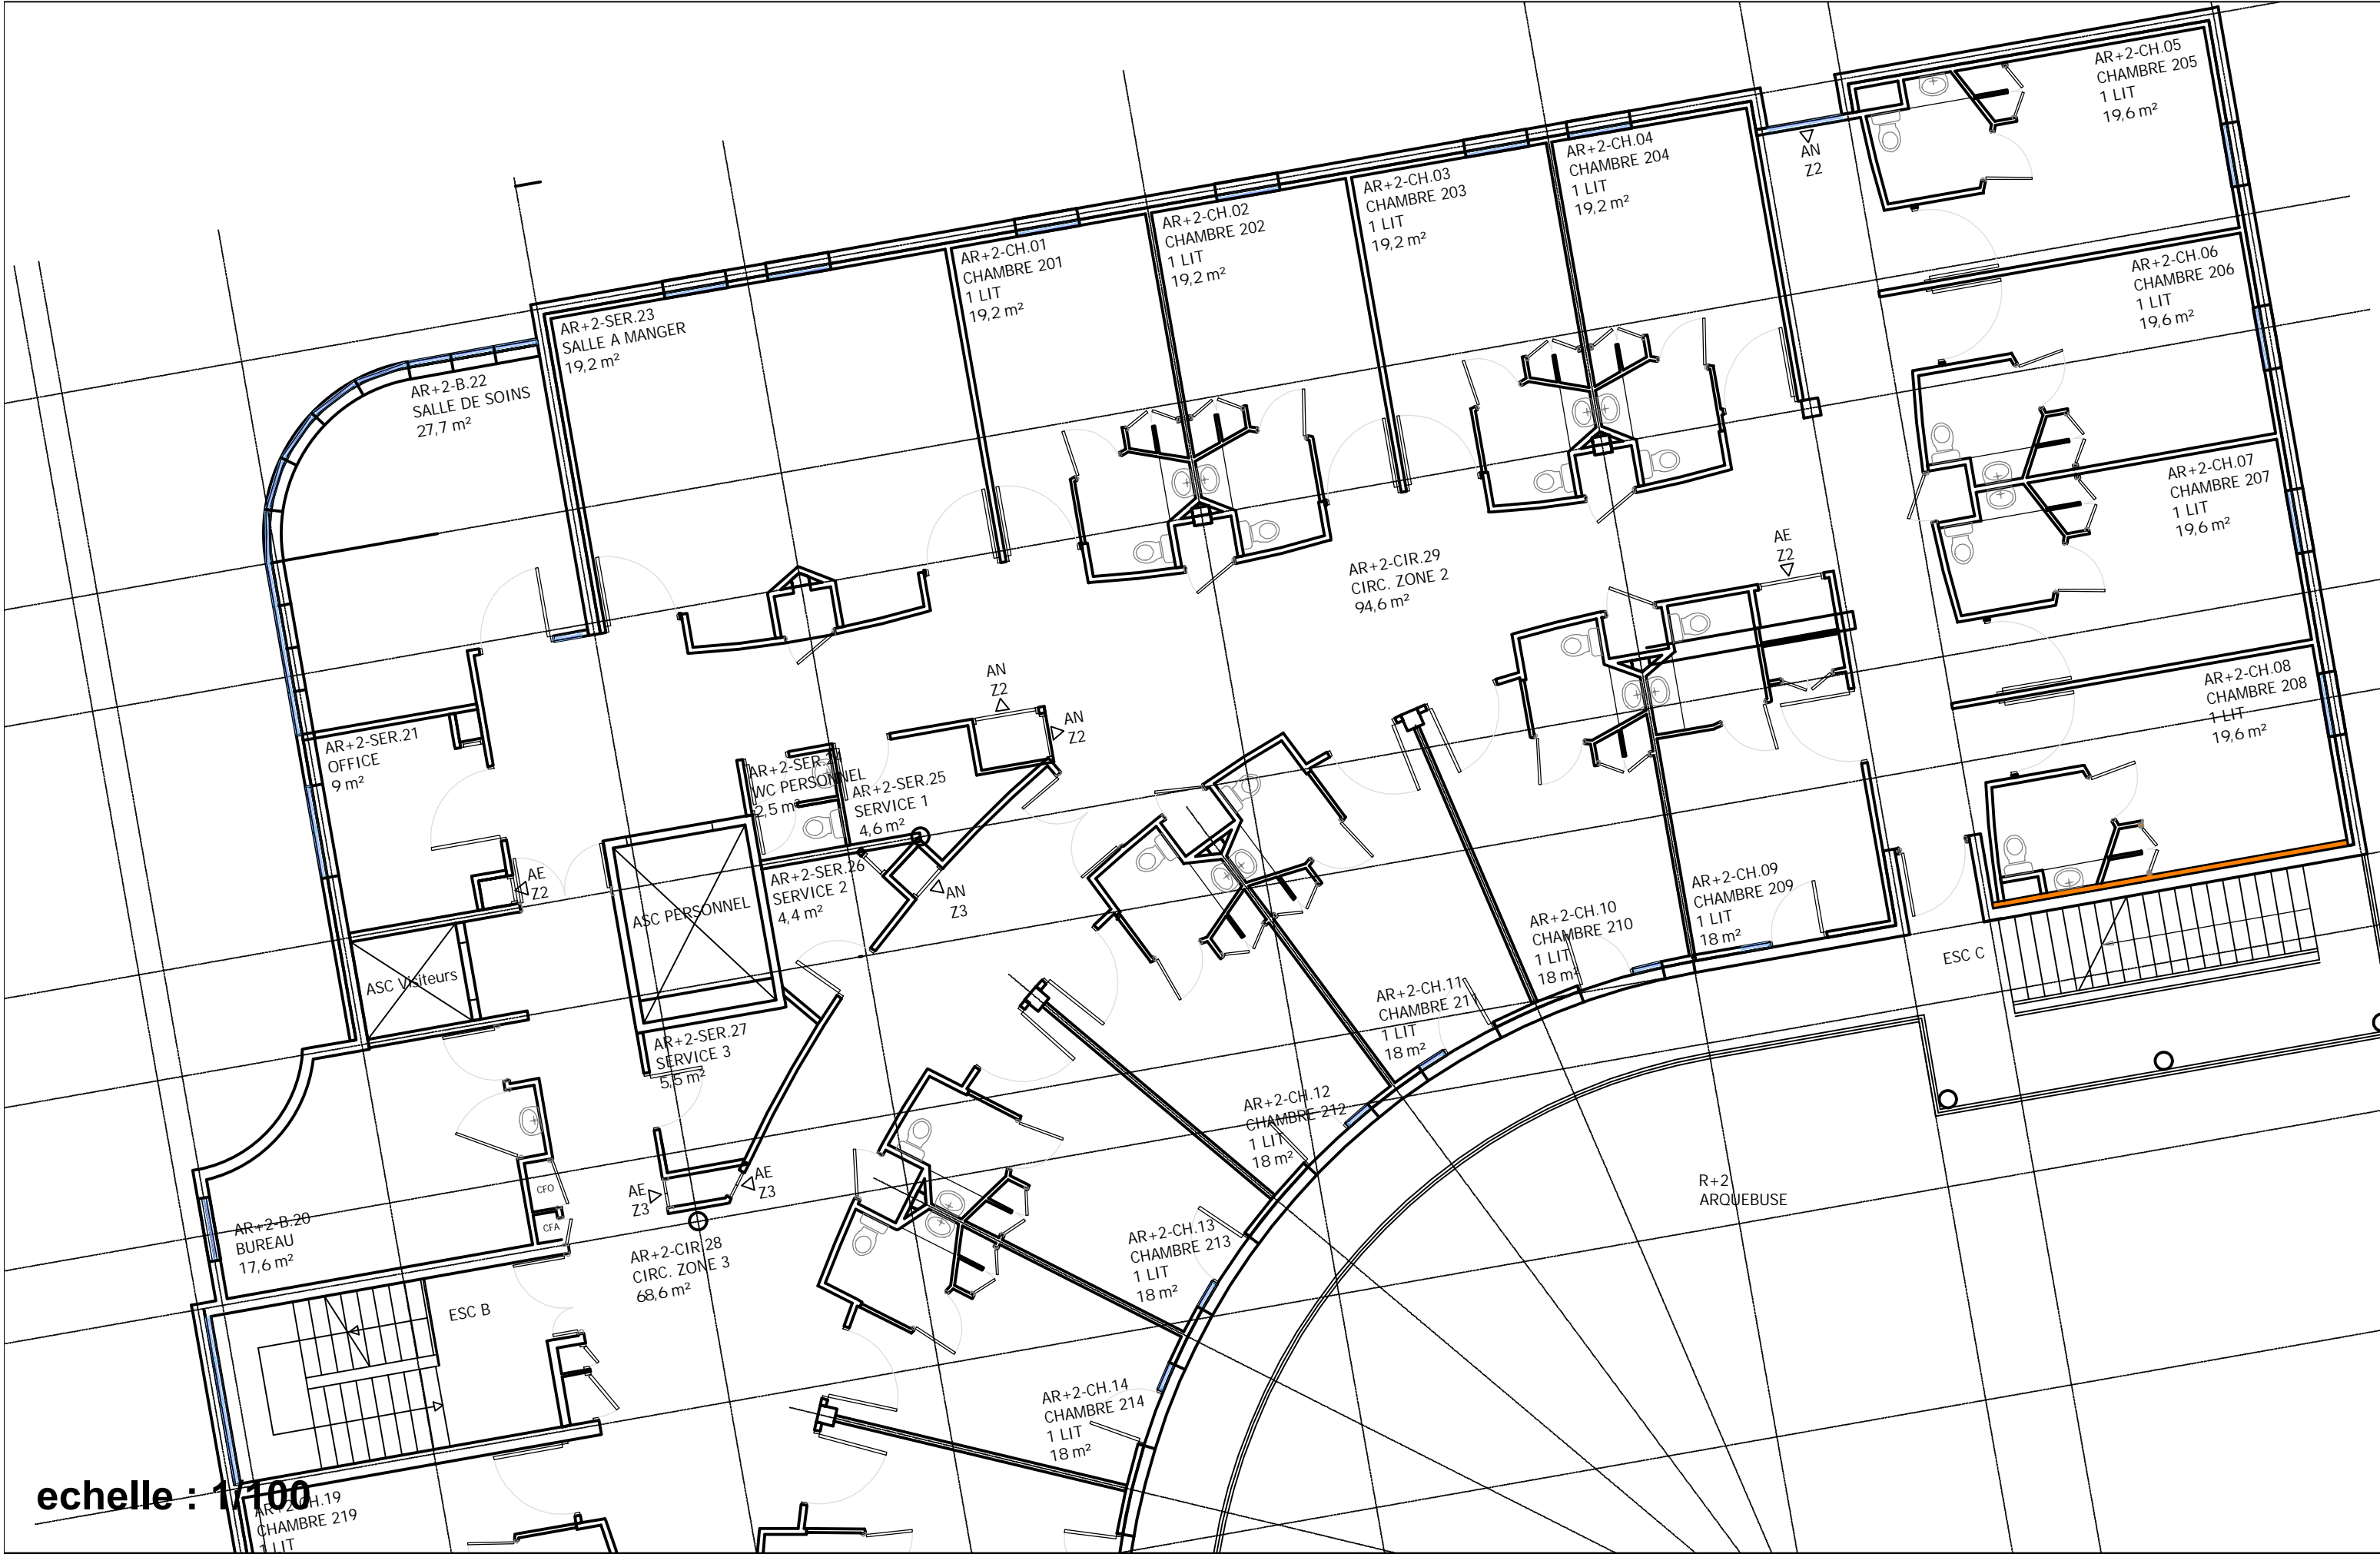 AR+2-CH.05
CHAMBRE 205
1 LIT
19,6 m²
AN
Z2
AR+2-CH.04
CHAMBRE 204
1 LIT
19,2 m²
AR+2-CH.03
CHAMBRE 203
1 LIT
19,2 m²
AR+2-CH.02
CHAMBRE 202
1 LIT
19,2 m²
AR+2-CH.01
CHAMBRE 201
1 LIT
19,2 m²
AR+2-CH.06
CHAMBRE 206
1 LIT
19,6 m²
AR+2-SER.23
SALLE A MANGER
19,2 m²
AR+2-B.22
SALLE DE SOINS
27,7 m²
AR+2-CH.07
CHAMBRE 207
1 LIT
19,6 m²
AE
Z2
AR+2-CIR.29
CIRC. ZONE 2
94,6 m²
AN
Z2
AN
Z2
AR+2-CH.08
CHAMBRE 208
1 LIT
19,6 m²
AR+2-SER.21
OFFICE
9 m²
AR+2-SER.24
WC PERSONNEL
2,5 m²
AR+2-SER.25
SERVICE 1
4,6 m²
AE
Z2
AR+2-SER.26
SERVICE 2
4,4 m²
AN
Z3
ASC PERSONNEL
AR+2-CH.09
CHAMBRE 209
1 LIT
18 m²
AR+2-CH.10
CHAMBRE 210
1 LIT
18 m²
ESC C
ASC Visiteurs
AR+2-CH.11
CHAMBRE 211
1 LIT
18 m²
AR+2-SER.27
SERVICE 3
5,5 m²
AR+2-CH.12
CHAMBRE 212
1 LIT
18 m²
CFO
CFA
AE
Z3
AE
Z3
R+2
ARQUEBUSE
AR+2-B.20
BUREAU
17,6 m²
AR+2-CIR.28
CIRC. ZONE 3
68,6 m²
AR+2-CH.13
CHAMBRE 213
1 LIT
18 m²
ESC B
AR+2-CH.14
CHAMBRE 214
1 LIT
18 m²
echelle : 1/100
AR+2-CH.19
CHAMBRE 219
1 LIT